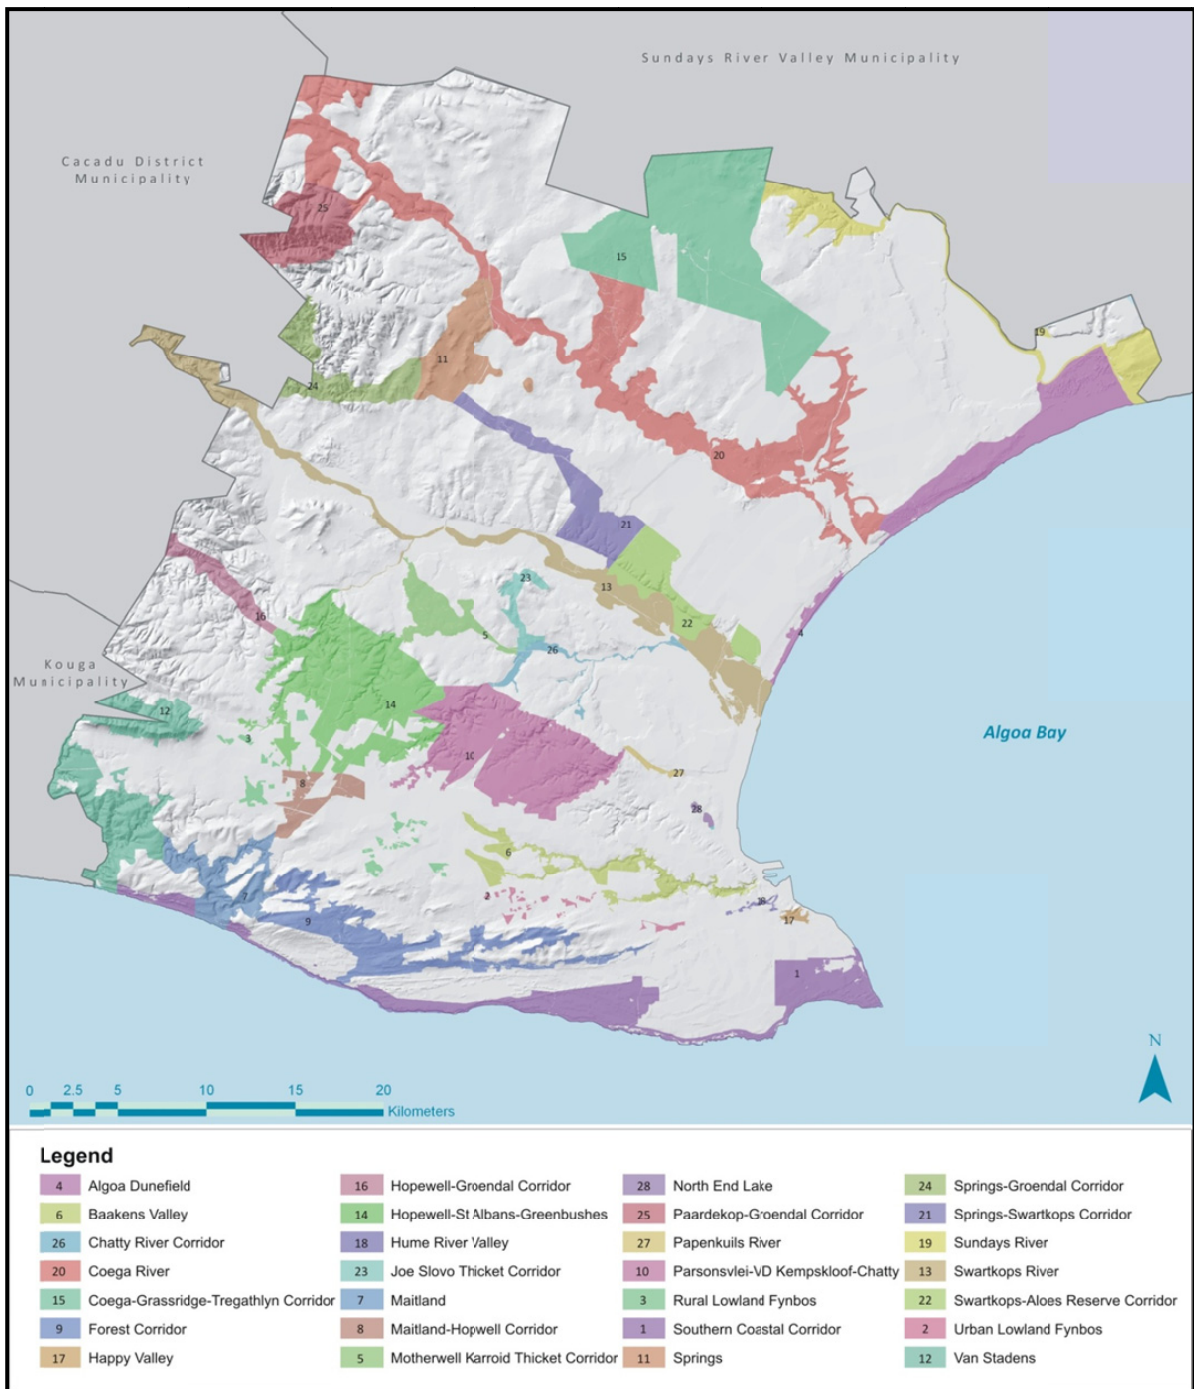 Sundays River Valley Municipality
Cacadu District
Municipality
25
15
19
11
24
20
21
23
13
22
4
16
5
26
Kouga
Municipality
12
14
3
Algoa Bay
10
27
8
28
6
2
7
18
17
9
1
N
0 2.5 5 10 15 20
Kilometers
Legend
4 Algoa Dunefield
6 Baakens Valley
26 Chatty River Corridor
20 Coega River
15 Coega-Grassridge-Tregathlyn Corridor
9 Forest Corridor
17 Happy Valley
16 Hopewell-Groendal Corridor
14 Hopewell-St Albans-Greenbushes
18 Hume River Valley
23 Joe Slovo Thicket Corridor
7 Maitland
8 Maitland-Hopwell Corridor
5 Motherwell Karroid Thicket Corridor
28 North End Lake
25 Paardekop-Groendal Corridor
27 Papenkuils River
10 Parsonsvlei-VD Kempskloof-Chatty
3 Rural Lowland Fynbos
1 Southern Coastal Corridor
11 Springs
24 Springs-Groendal Corridor
21 Springs-Swartkops Corridor
19 Sundays River
13 Swartkops River
22 Swartkops-Aloes Reserve Corridor
2 Urban Lowland Fynbos
12 Van Stadens